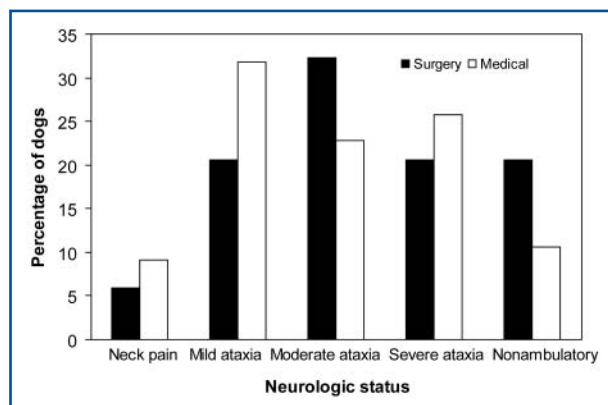 Percentage of dogs
35
30
25
20
15
10
5
0
Surgery Medical
Neck pain Mild ataxia Moderate ataxia Severe ataxia Nonambulatory
Neurologic status